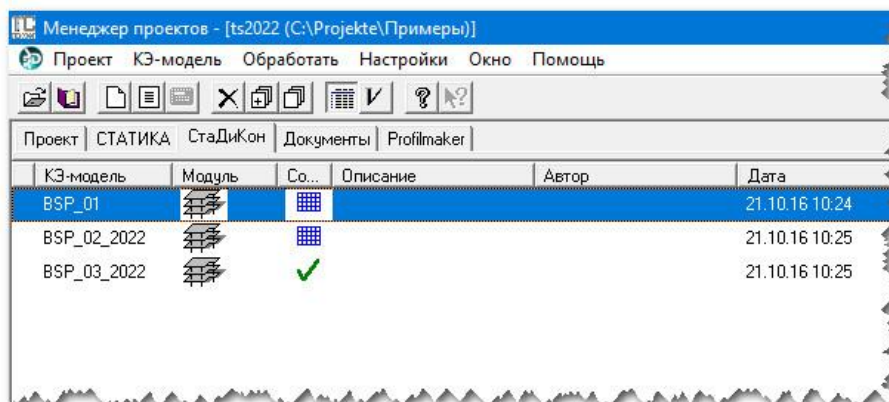 Менеджер проектов - [ts2022 (C:\Projekte\Примеры)]
Проект КЭ-модель Обработать Настройки Окно Помощь
Проект СТАТИКА СтаДиКон Документы Profilmaker
КЭ-модель Модуль Со... Описание Автор Дата
BSP_01 21.10.16 10:24
BSP_02_2022 21.10.16 10:25
BSP_03_2022 21.10.16 10:25